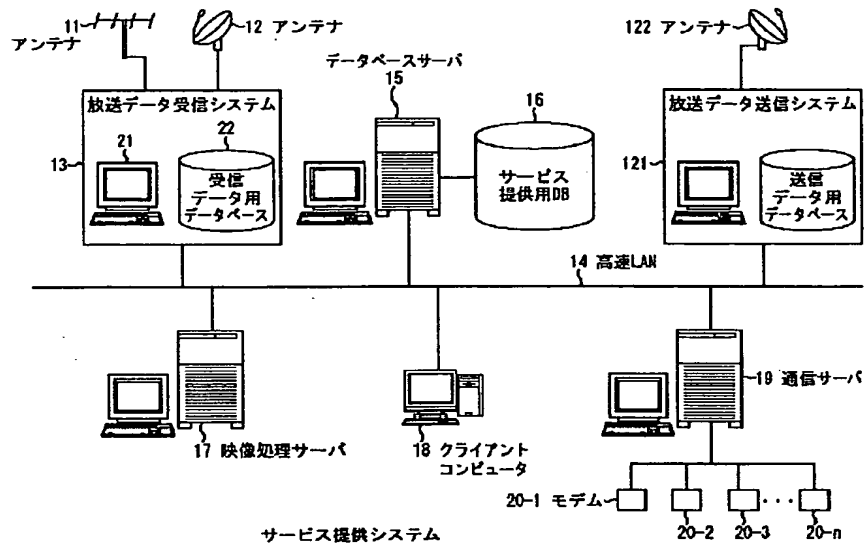 11
アンテナ
12 アンテナ
122 アンテナ
データベースサーバ
15
放送データ受信システム
13
21
22
受信
データ用
データベース
16
サービス
提供用DB
放送データ送信システム
121
送信
データ用
データベース
14 高速LAN
17 映像処理サーバ
18 クライアント
コンピュータ
19 通信サーバ
20-1 モデム
20-2
20-3
・・・
20-n
サービス提供システム